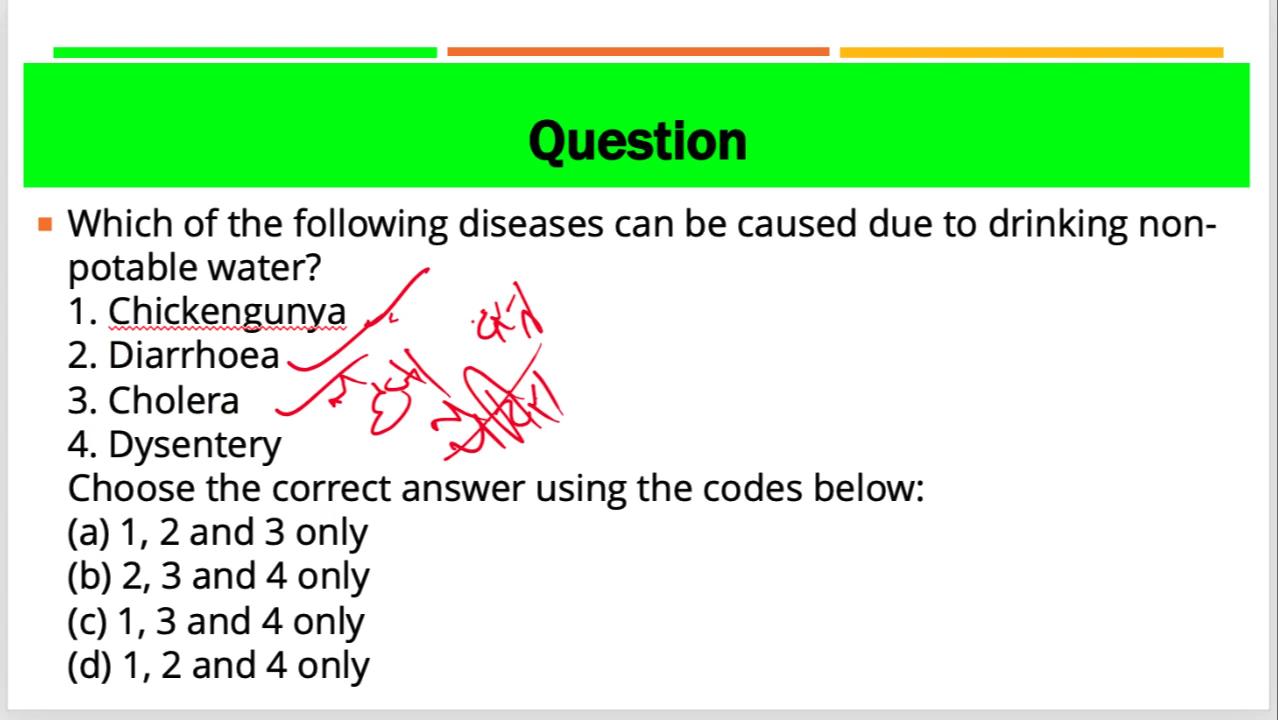 Question
Which of the following diseases can be caused due to drinking non-
potable water?
1. Chickengunya
2. Diarrhoea
3. Cholera
4. Dysentery
Choose the correct answer using the codes below:
(a) 1, 2 and 3 only
(b) 2, 3 and 4 only
(c) 1, 3 and 4 only
(d) 1, 2 and 4 only